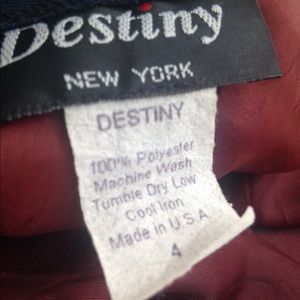 Destiny
NEW YORK
DESTINY
100% Polyester
Machine Wash
Tumble Dry Low
Cool Iron
Made in U.S.A
4